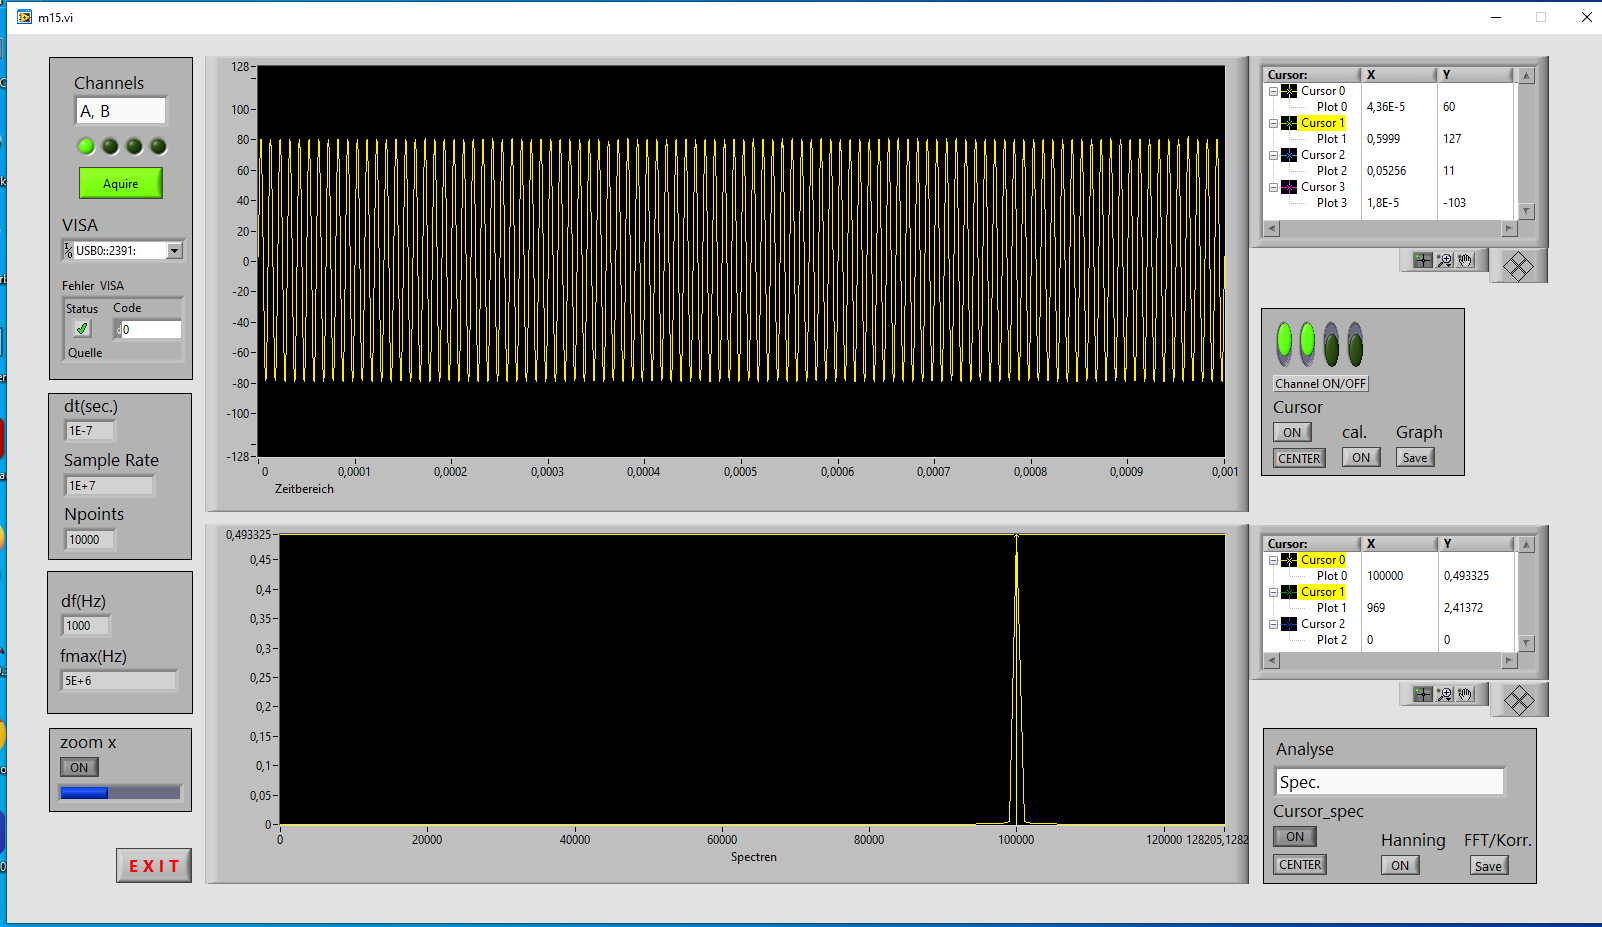 m15.vi
Channels
A, B
Aquire
VISA
USB0::2391:
Fehler VISA
Status Code
0
Quelle
dt(sec.)
1E-7
Sample Rate
1E+7
Npoints
10000
df(Hz)
1000
fmax(Hz)
5E+6
zoom x
ON
EXIT
128
100
80
60
40
20
0
-20
-40
-60
-80
-100
-128
0 0,0001 0,0002 0,0003 0,0004 0,0005 0,0006 0,0007 0,0008 0,0009 0,001
Zeitbereich
0,493325
0,45
0,4
0,35
0,3
0,25
0,2
0,15
0,1
0,05
0
0 20000 40000 60000 80000 100000 120000 128205,1282
Spectren
Cursor: X Y
Cursor 0
Plot 0 4,36E-5 60
Cursor 1
Plot 1 0,5999 127
Cursor 2
Plot 2 0,05256 11
Cursor 3
Plot 3 1,8E-5 -103
Channel ON/OFF
Cursor
ON cal. Graph
CENTER ON Save
Cursor: X Y
Cursor 0
Plot 0 100000 0,493325
Cursor 1
Plot 1 969 2,41372
Cursor 2
Plot 2 0 0
Analyse
Spec.
Cursor_spec
ON Hanning FFT/Korr.
CENTER ON Save